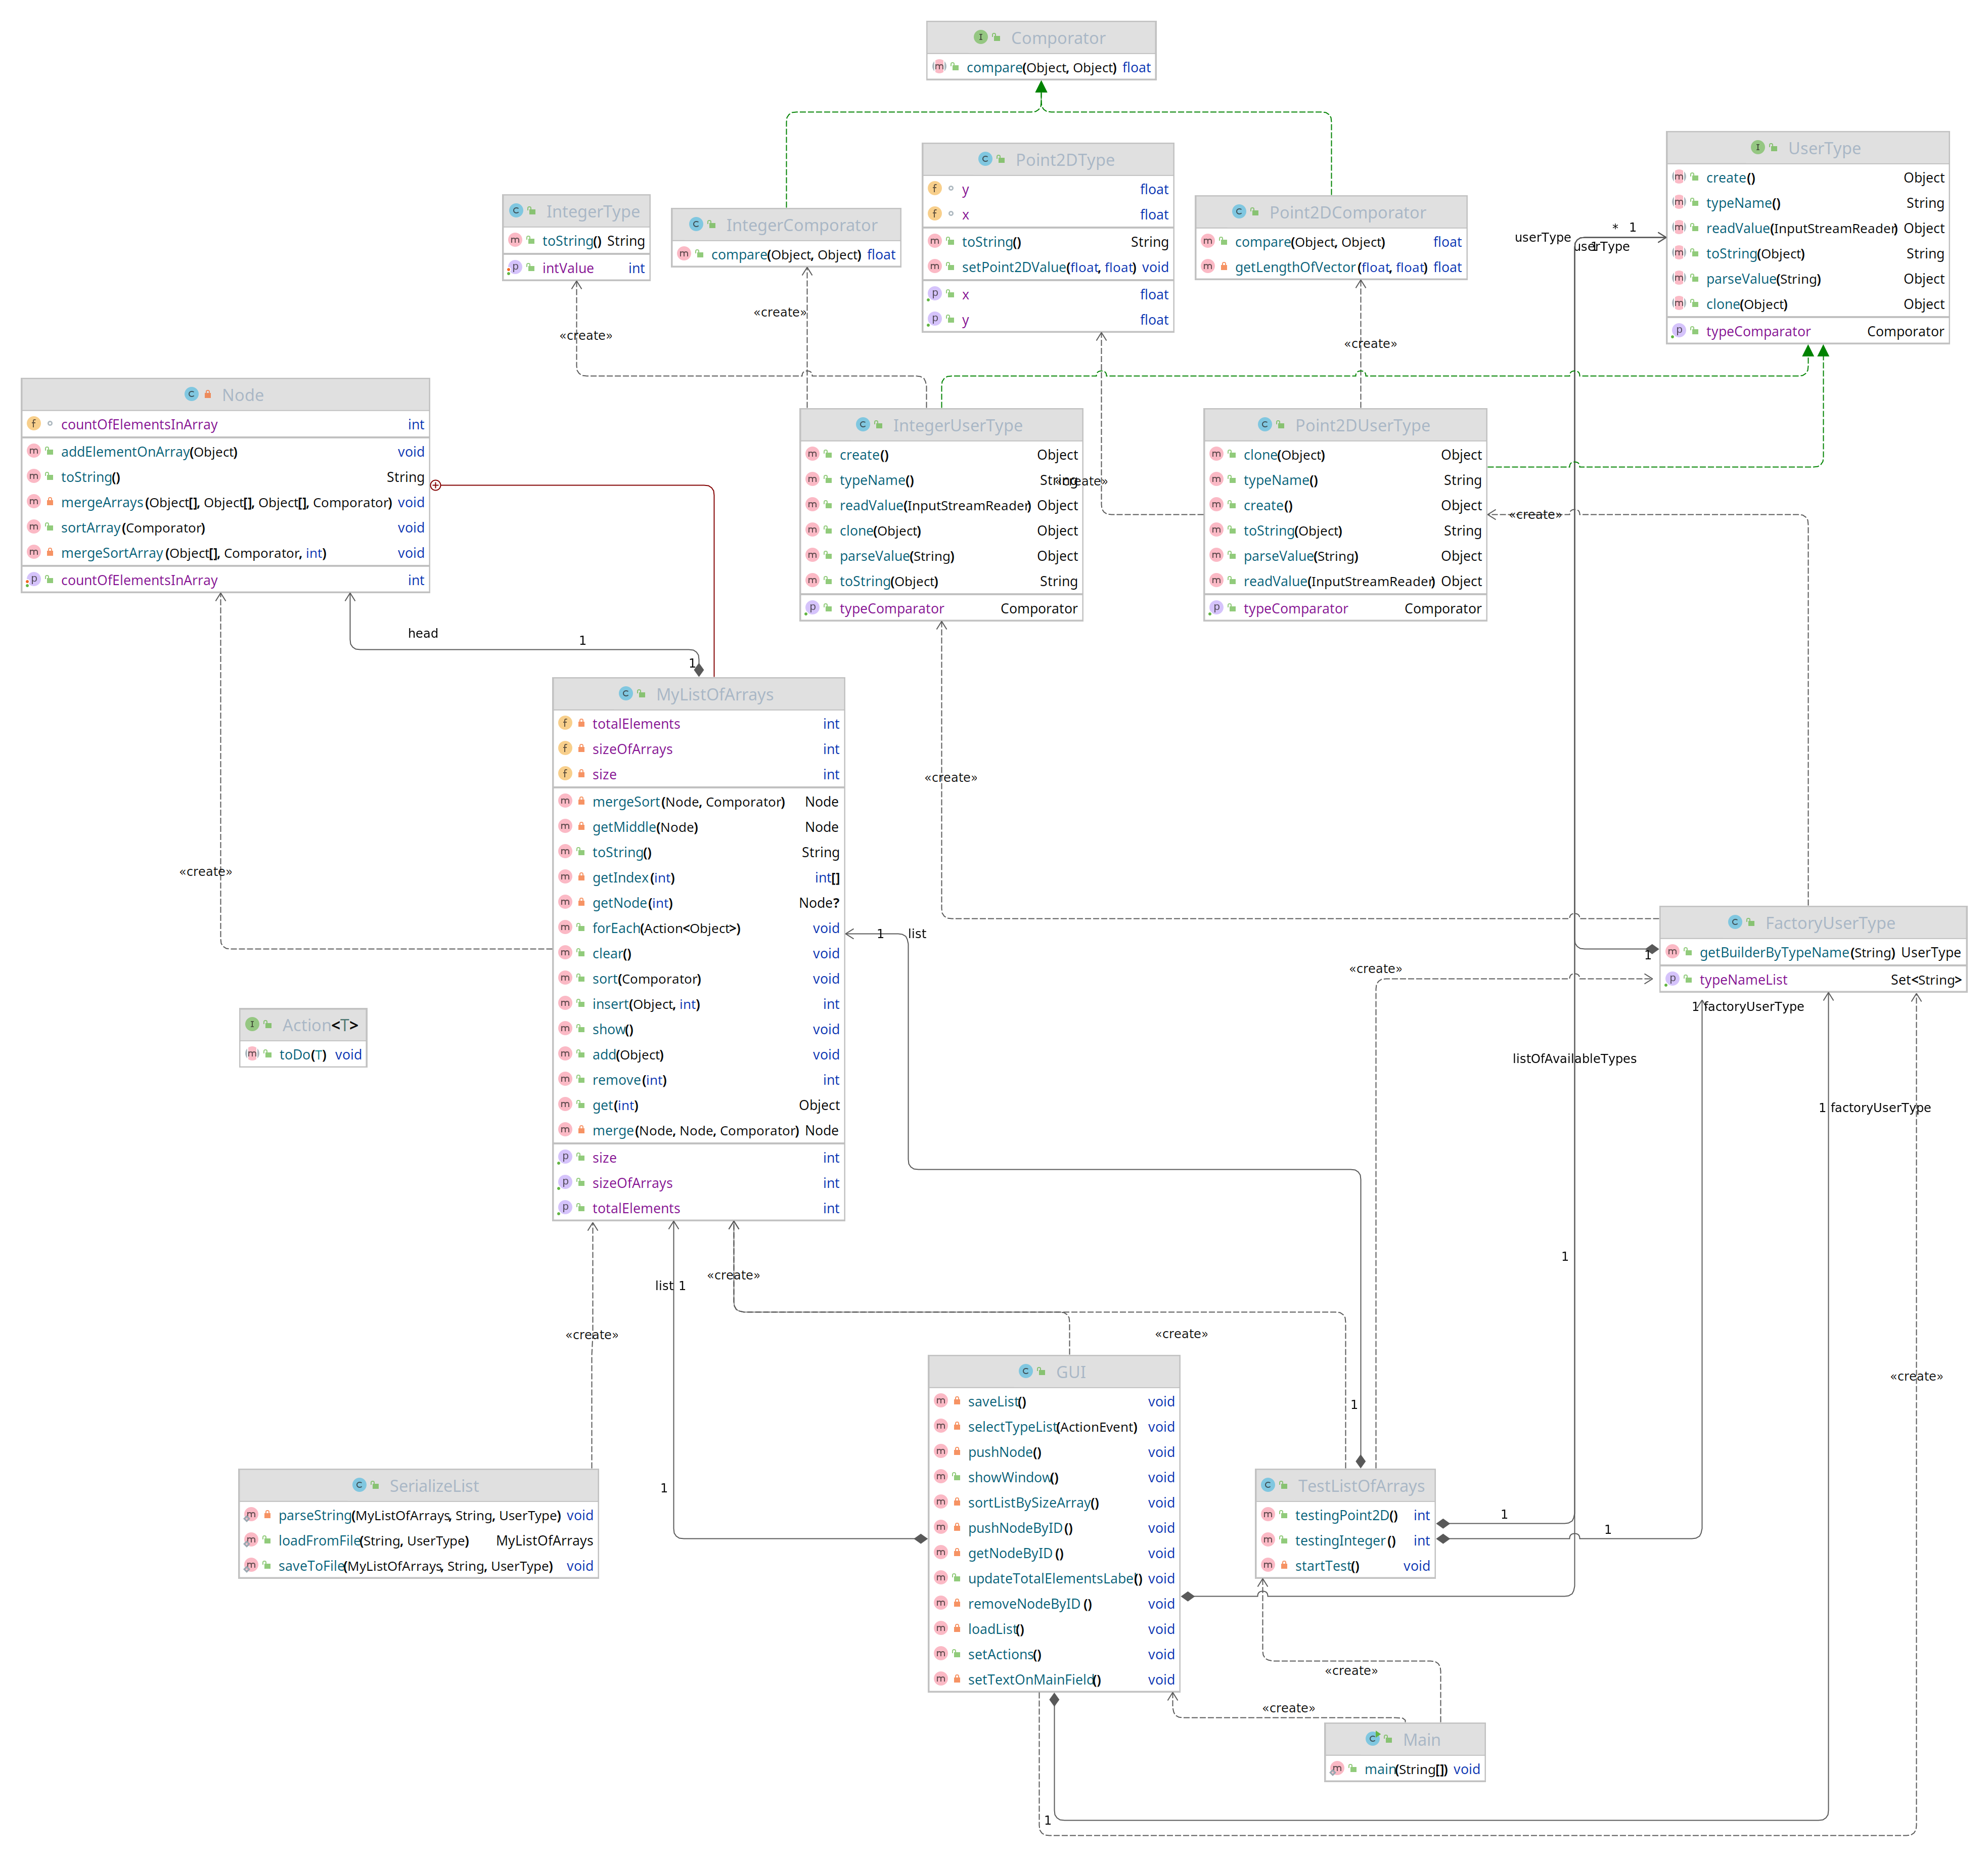 Comporator
compare(Object, Object) float
Point2DType
y float
x float
toString() String
setPoint2DValue(float, float) void
x float
y float
UserType
create() Object
typeName() String
readValue(InputStreamReader) Object
toString(Object) String
parseValue(String) Object
clone(Object) Object
typeComparator Comporator
IntegerType
toString() String
intValue int
IntegerComporator
compare(Object, Object) float
Point2DComporator
compare(Object, Object) float
getLengthOfVector(float, float) float
userType
* 1
userType
1
«create»
«create»
«create»
Node
countOfElementsInArray int
addElementOnArray(Object) void
toString() String
mergeArrays(Object[], Object[], Object[], Comporator) void
sortArray(Comporator) void
mergeSortArray(Object[], Comporator, int) void
countOfElementsInArray int
IntegerUserType
create() Object
typeName() String
readValue(InputStreamReader) Object
clone(Object) Object
parseValue(String) Object
toString(Object) String
typeComparator Comporator
«create»
Point2DUserType
clone(Object) Object
typeName() String
create() Object
toString(Object) String
parseValue(String) Object
readValue(InputStreamReader) Object
typeComparator Comporator
«create»
head
1
1
MyListOfArrays
totalElements int
sizeOfArrays int
size int
mergeSort(Node, Comporator) Node
getMiddle(Node) Node
toString() String
getIndex(int) int[]
getNode(int) Node?
forEach(Action<Object>) void
clear() void
sort(Comporator) void
insert(Object, int) int
show() void
add(Object) void
remove(int) int
get(int) Object
merge(Node, Node, Comporator) Node
size int
sizeOfArrays int
totalElements int
«create»
«create»
1 list
FactoryUserType
getBuilderByTypeName(String) UserType
typeNameList Set<String>
1
«create»
1 factoryUserType
Action<T>
toDo(T) void
listOfAvailableTypes
1 factoryUserType
1
«create»
list 1
«create»
«create»
«create»
GUI
saveList() void
selectTypeList(ActionEvent) void
pushNode() void
showWindow() void
sortListBySizeArray() void
pushNodeByID() void
getNodeByID() void
updateTotalElementsLabel() void
removeNodeByID() void
loadList() void
setActions() void
setTextOnMainField() void
1
1
SerializeList
parseString(MyListOfArrays, String, UserType) void
loadFromFile(String, UserType) MyListOfArrays
saveToFile(MyListOfArrays, String, UserType) void
TestListOfArrays
testingPoint2D() int
testingInteger() int
startTest() void
1
1
«create»
«create»
Main
main(String[]) void
1